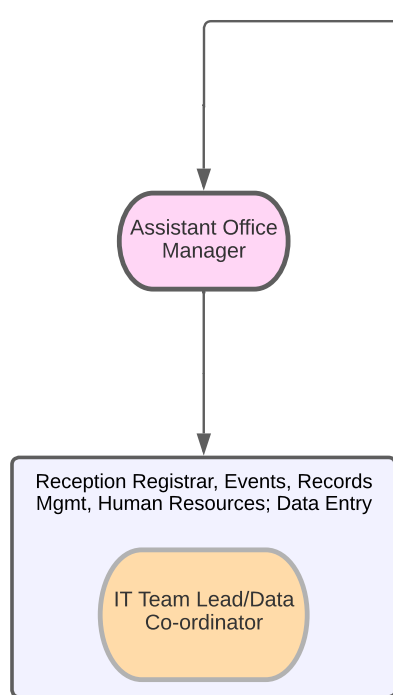 Assistant Office
Manager
Reception Registrar, Events, Records
Mgmt, Human Resources; Data Entry
IT Team Lead/Data
Co-ordinator